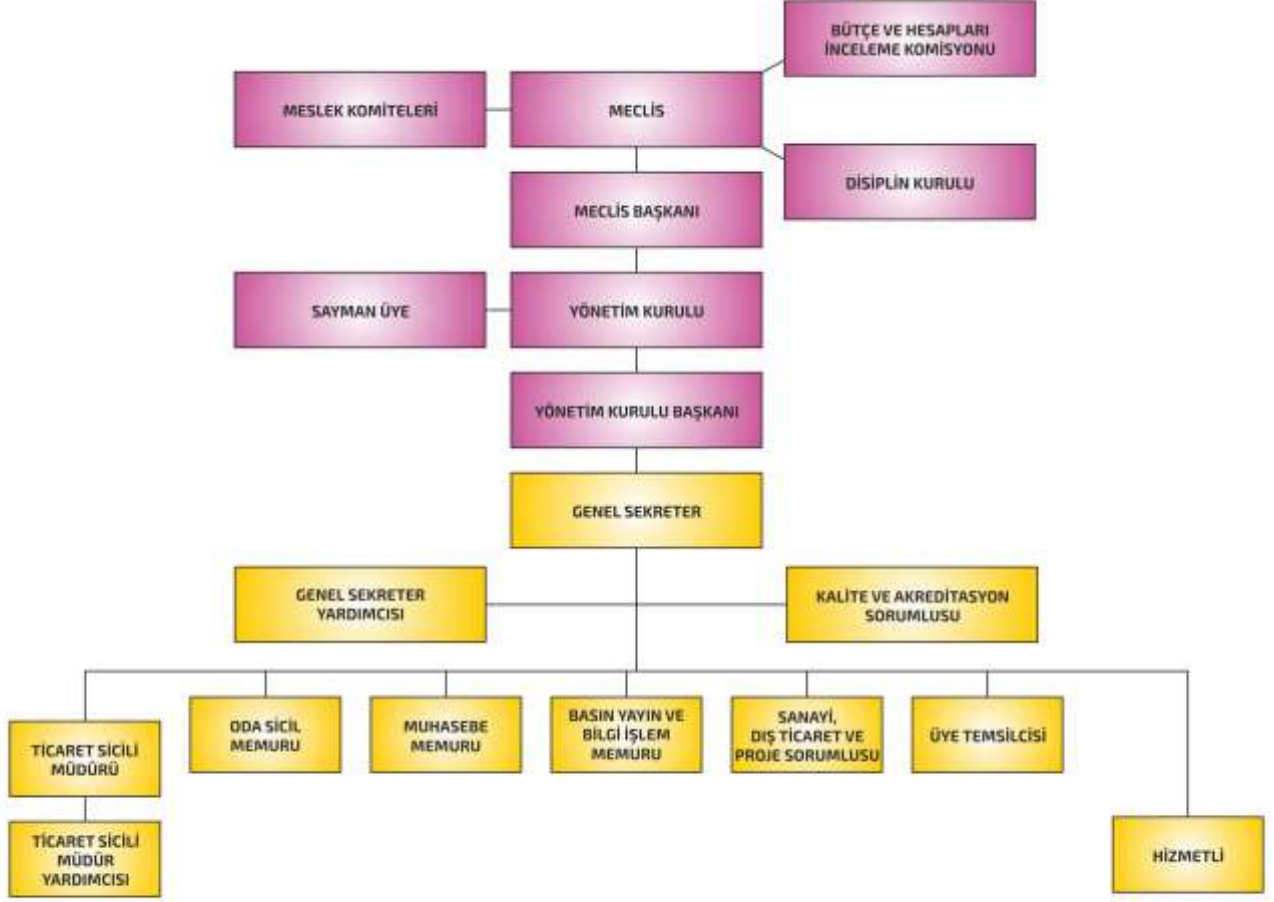 BÜTÇE VE HESAPLARI
İNCELEME KOMİSYONU
MESLEK KOMİTELERİ
MECLİS
DİSİPLİN KURULU
MECLİS BAŞKANI
SAYMAN ÜYE
YÖNETİM KURULU
YÖNETİM KURULU BAŞKANI
GENEL SEKRETER
GENEL SEKRETER
YARDIMCISI
KALİTE VE AKREDİTASYON
SORUMLUSU
TİCARET SİCİLİ
MÜDÜRÜ
ODA SİCİL
MEMURU
MUHASEBE
MEMURU
BASIN YAYIN VE
BİLGİ İŞLEM
MEMURU
SANAYİ,
DIŞ TİCARET VE
PROJE SORUMLUSU
ÜYE TEMSİLCİSİ
TİCARET SİCİLİ
MÜDÜR
YARDIMCISI
HİZMETLİ